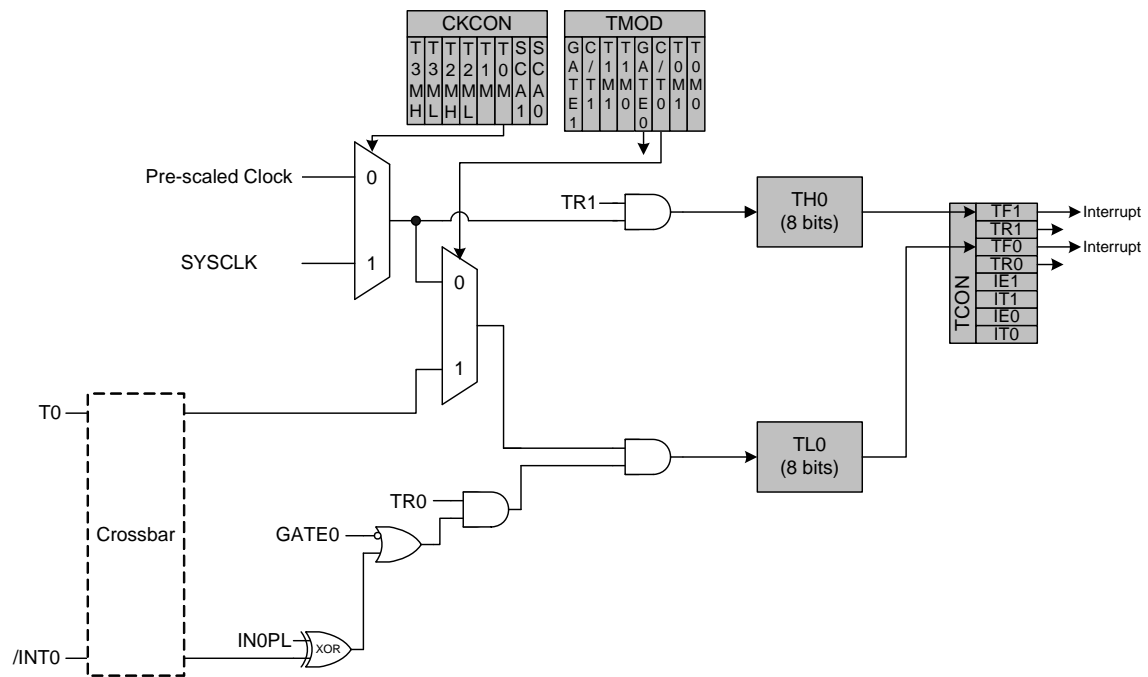 CKCON
T3MH
T3ML
T2MH
T2ML
T1M
T0M
SCA1
SCA0
TMOD
GATE1
C/T1
T1M1
T1M0
GATE0
C/T0
T0M1
T0M0
Pre-scaled Clock
0
SYSCLK
1
TR1
TH0
(8 bits)
0
1
TCON
TF1
TR1
TF0
TR0
IE1
IT1
IE0
IT0
Interrupt
Interrupt
T0
Crossbar
/INT0
TL0
(8 bits)
TR0
GATE0
IN0PL
XOR